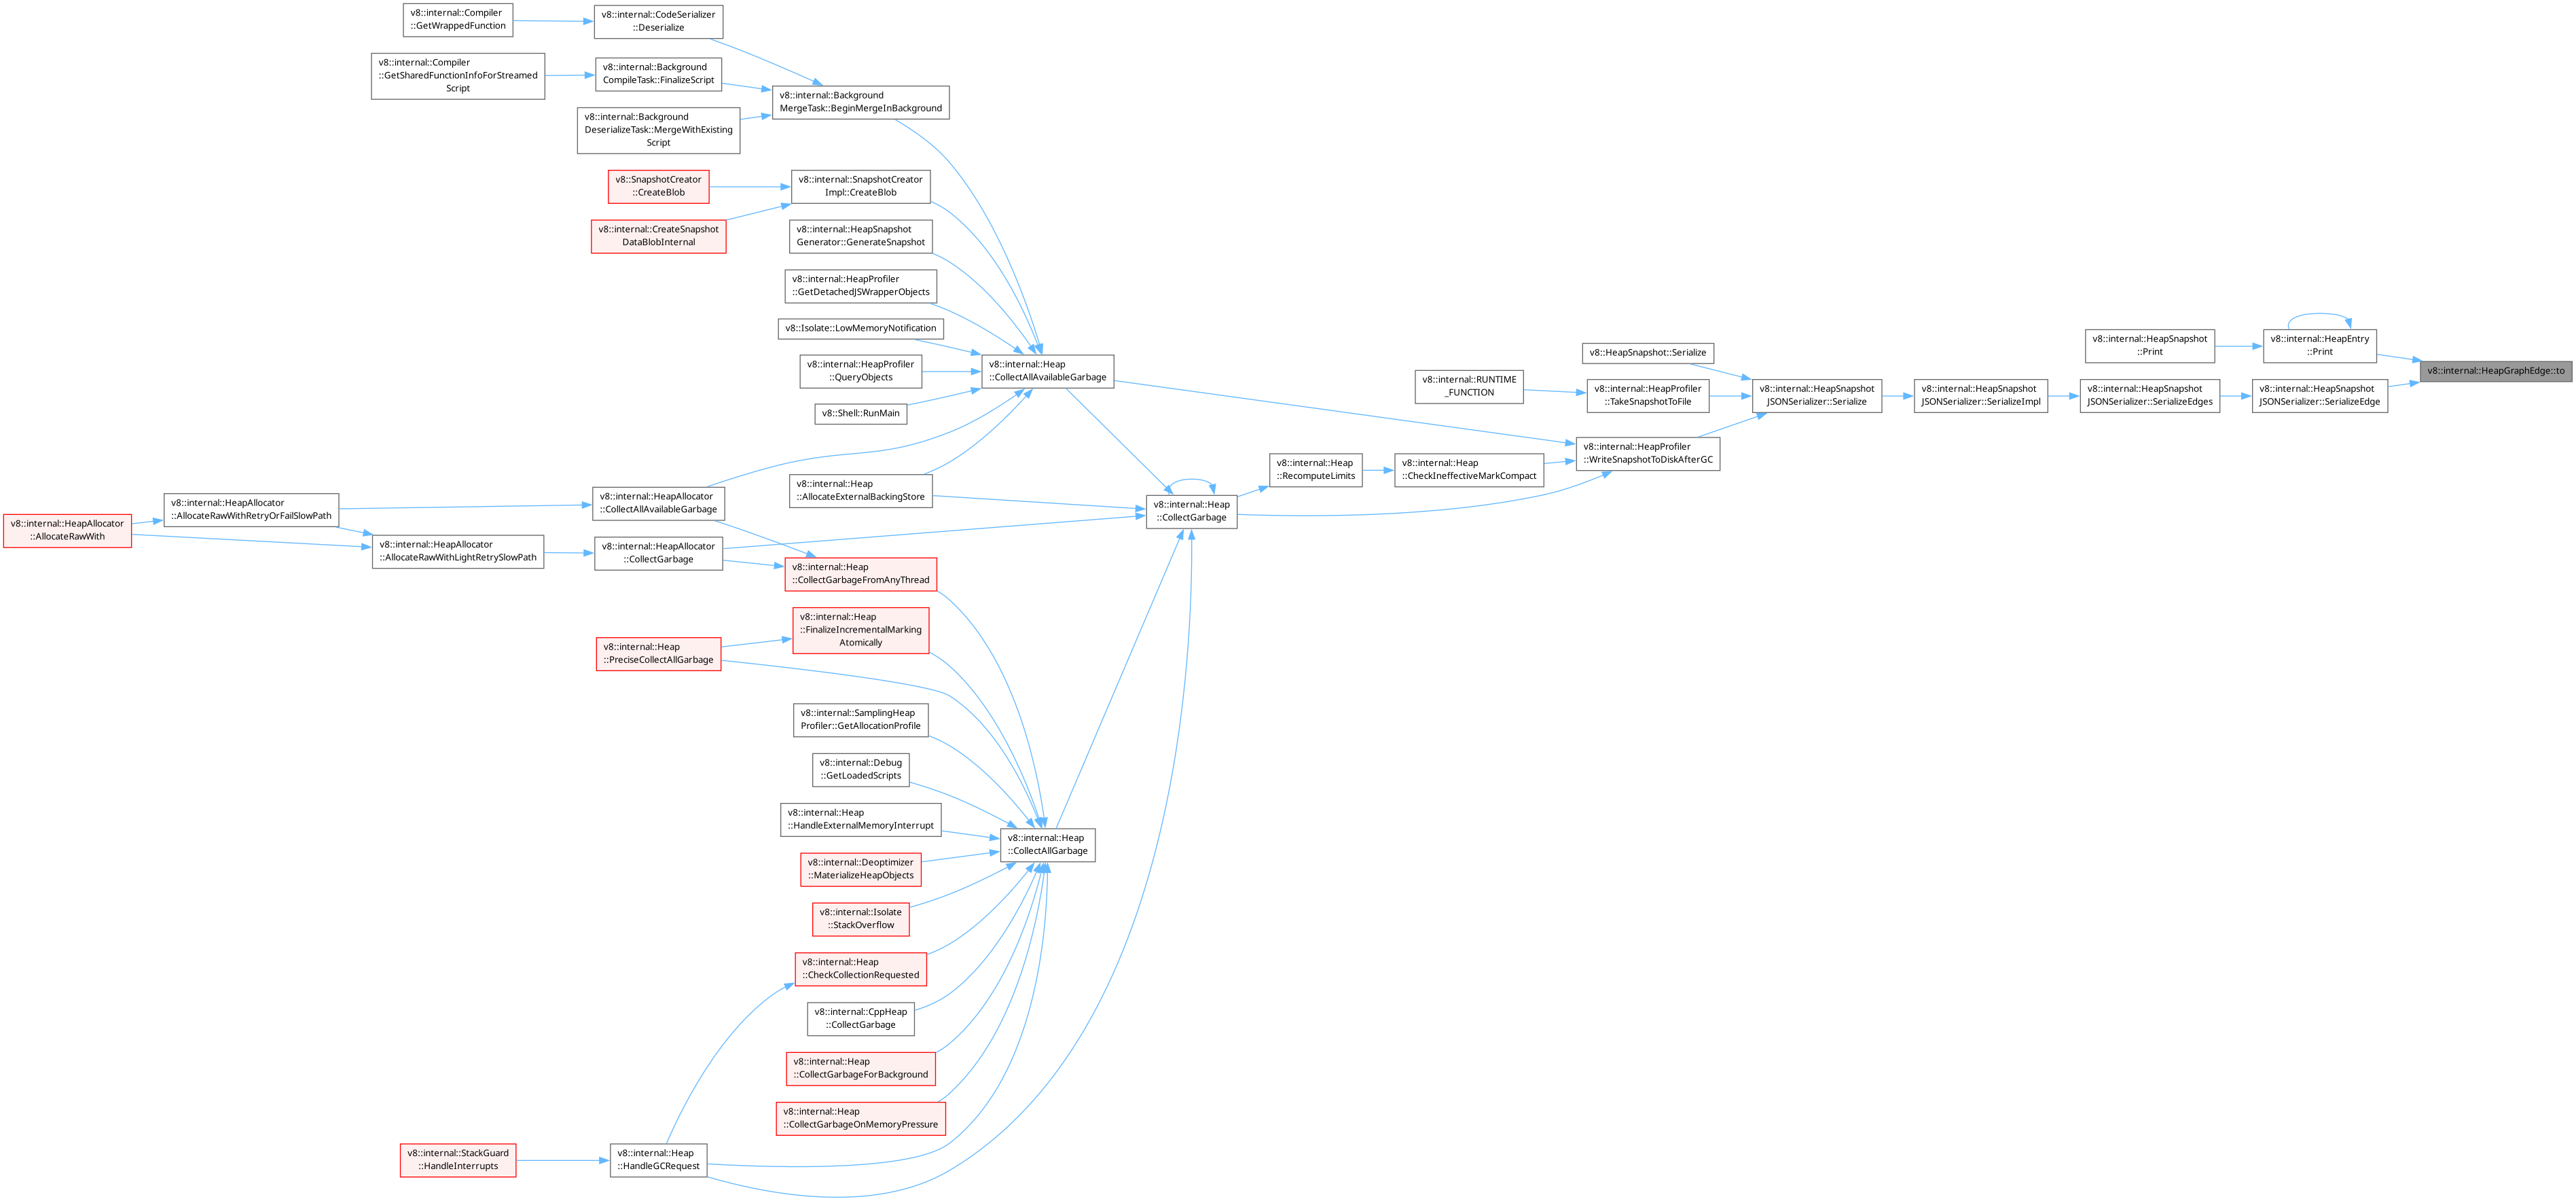 v8::internal::Compiler
::GetWrappedFunction
v8::internal::CodeSerializer
::Deserialize
v8::internal::Compiler
::GetSharedFunctionInfoForStreamed
Script
v8::internal::Background
CompileTask::FinalizeScript
v8::internal::Background
MergeTask::BeginMergeInBackground
v8::internal::Background
DeserializeTask::MergeWithExisting
Script
v8::SnapshotCreator
::CreateBlob
v8::internal::SnapshotCreator
Impl::CreateBlob
v8::internal::CreateSnapshot
DataBlobInternal
v8::internal::HeapSnapshot
Generator::GenerateSnapshot
v8::internal::HeapProfiler
::GetDetachedJSWrapperObjects
v8::Isolate::LowMemoryNotification
v8::internal::HeapProfiler
::QueryObjects
v8::Shell::RunMain
v8::internal::Heap
::CollectAllAvailableGarbage
v8::HeapSnapshot::Serialize
v8::internal::RUNTIME
_FUNCTION
v8::internal::HeapProfiler
::TakeSnapshotToFile
v8::internal::HeapSnapshot
JSONSerializer::Serialize
v8::internal::HeapSnapshot
JSONSerializer::SerializeImpl
v8::internal::HeapSnapshot
::Print
v8::internal::HeapEntry
::Print
v8::internal::HeapSnapshot
JSONSerializer::SerializeEdges
v8::internal::HeapSnapshot
JSONSerializer::SerializeEdge
v8::internal::HeapGraphEdge::to
v8::internal::HeapProfiler
::WriteSnapshotToDiskAfterGC
v8::internal::Heap
::RecomputeLimits
v8::internal::Heap
::CheckIneffectiveMarkCompact
v8::internal::Heap
::AllocateExternalBackingStore
v8::internal::Heap
::CollectGarbage
v8::internal::HeapAllocator
::AllocateRawWith
v8::internal::HeapAllocator
::AllocateRawWithRetryOrFailSlowPath
v8::internal::HeapAllocator
::CollectAllAvailableGarbage
v8::internal::HeapAllocator
::AllocateRawWithLightRetrySlowPath
v8::internal::HeapAllocator
::CollectGarbage
v8::internal::Heap
::CollectGarbageFromAnyThread
v8::internal::Heap
::FinalizeIncrementalMarking
Atomically
v8::internal::Heap
::PreciseCollectAllGarbage
v8::internal::SamplingHeap
Profiler::GetAllocationProfile
v8::internal::Debug
::GetLoadedScripts
v8::internal::Heap
::HandleExternalMemoryInterrupt
v8::internal::Heap
::CollectAllGarbage
v8::internal::Deoptimizer
::MaterializeHeapObjects
v8::internal::Isolate
::StackOverflow
v8::internal::Heap
::CheckCollectionRequested
v8::internal::CppHeap
::CollectGarbage
v8::internal::Heap
::CollectGarbageForBackground
v8::internal::Heap
::CollectGarbageOnMemoryPressure
v8::internal::StackGuard
::HandleInterrupts
v8::internal::Heap
::HandleGCRequest